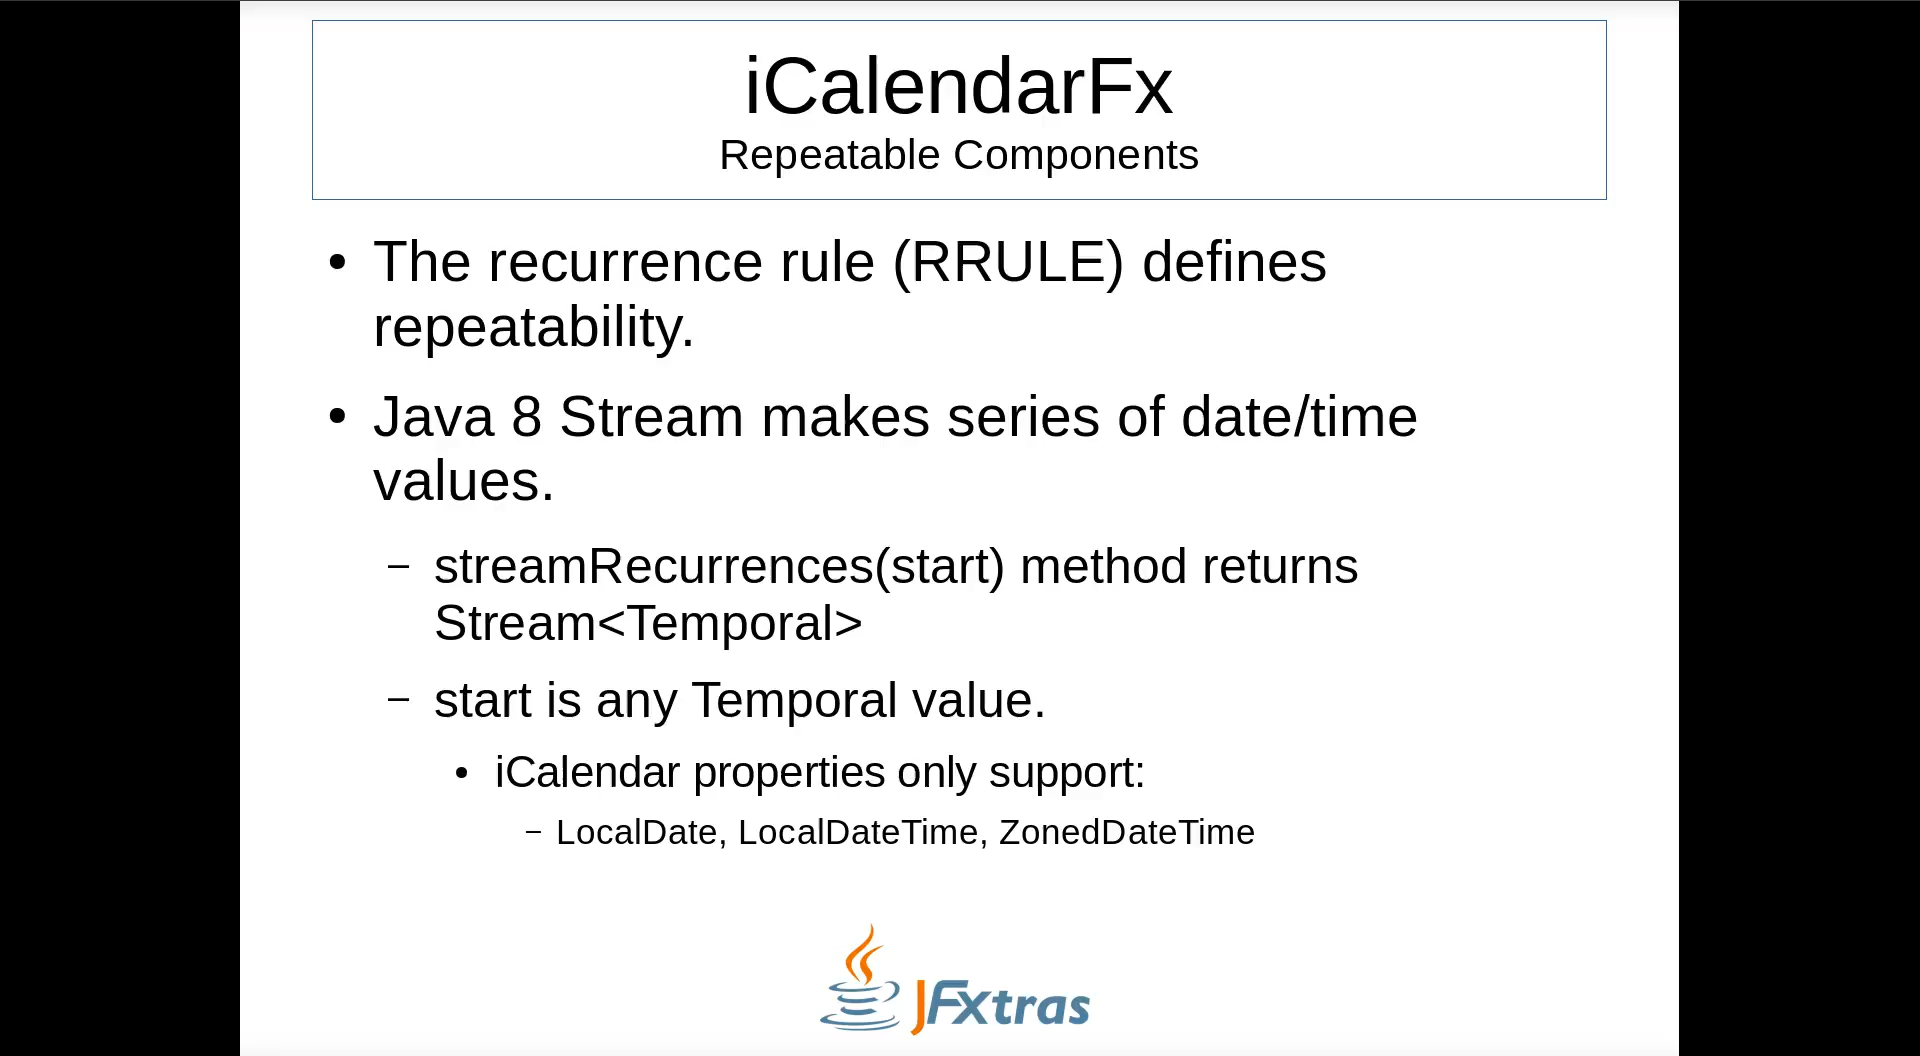 iCalendarFx
Repeatable Components
• The recurrence rule (RRULE) defines
repeatability.
• Java 8 Stream makes series of date/time
values.
– streamRecurrences(start) method returns
Stream<Temporal>
– start is any Temporal value.
• iCalendar properties only support:
– LocalDate, LocalDateTime, ZonedDateTime
JFXtras